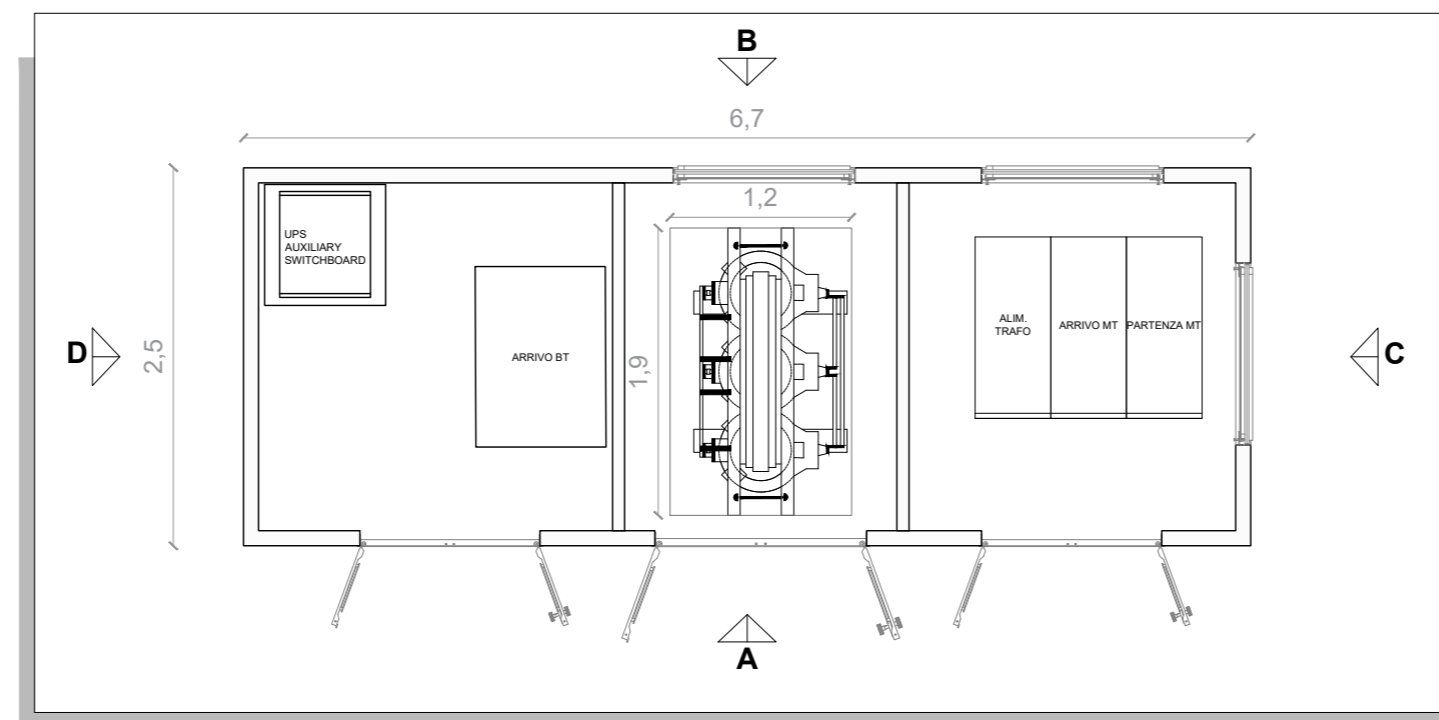 B
6,7
1,2
UPS
AUXILIARY
SWITCHBOARD
ALIM.
TRAFO
ARRIVO MT
PARTENZA MT
D
2,5
ARRIVO BT
1,9
C
A